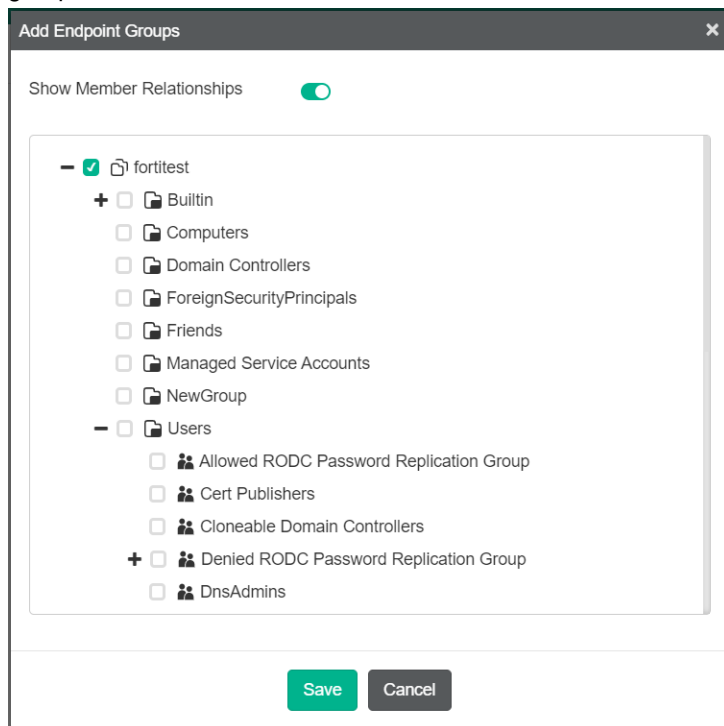 Add Endpoint Groups
Show Member Relationships
fortitest
Builtin
Computers
Domain Controllers
ForeignSecurityPrincipals
Friends
Managed Service Accounts
NewGroup
Users
Allowed RODC Password Replication Group
Cert Publishers
Cloneable Domain Controllers
Denied RODC Password Replication Group
DnsAdmins
Save Cancel